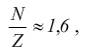 N/Z ≈ 1,6 ,